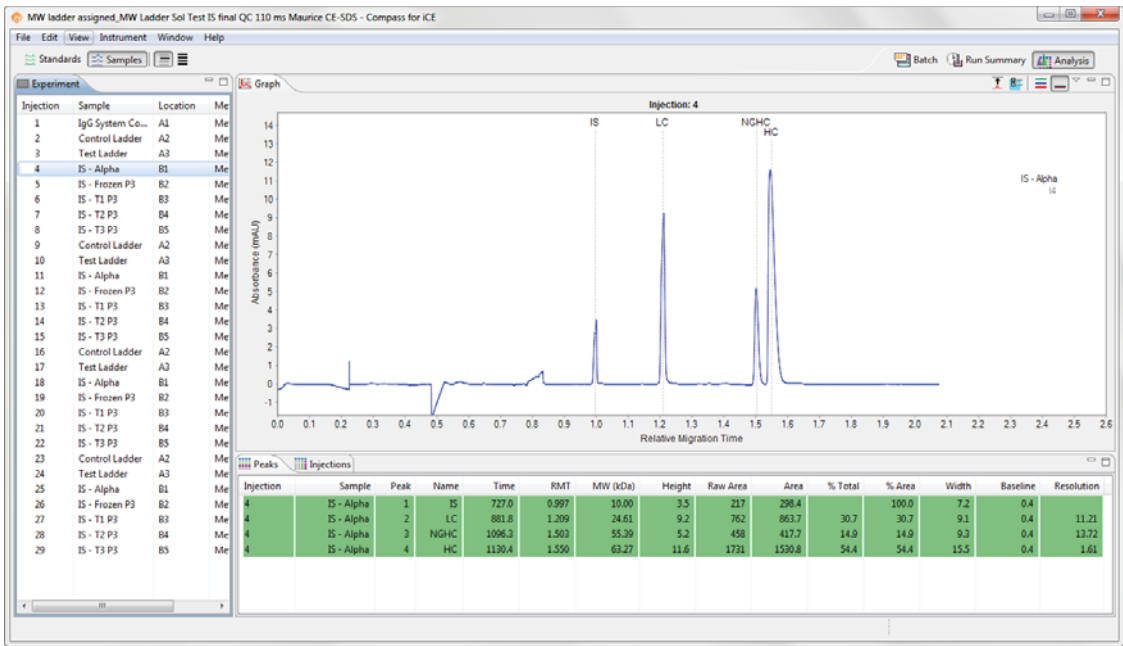 MW ladder assigned_MW Ladder Sol Test IS final QC 110 ms Maurice CE-SDS - Compass for iCE
File Edit View Instrument Window Help
Standards Samples Batch Run Summary Analysis
Experiment
Injection Sample Location Me
1 IgG System Co... A1 Me
2 Control Ladder A2 Me
3 Test Ladder A3 Me
4 IS - Alpha B1 Me
5 IS - Frozen P3 B2 Me
6 IS - T1 P3 B3 Me
7 IS - T2 P3 B4 Me
8 IS - T3 P3 B5 Me
9 Control Ladder A2 Me
10 Test Ladder A3 Me
11 IS - Alpha B1 Me
12 IS - Frozen P3 B2 Me
13 IS - T1 P3 B3 Me
14 IS - T2 P3 B4 Me
15 IS - T3 P3 B5 Me
16 Control Ladder A2 Me
17 Test Ladder A3 Me
18 IS - Alpha B1 Me
19 IS - Frozen P3 B2 Me
20 IS - T1 P3 B3 Me
21 IS - T2 P3 B4 Me
22 IS - T3 P3 B5 Me
23 Control Ladder A2 Me
24 Test Ladder A3 Me
25 IS - Alpha B1 Me
26 IS - Frozen P3 B2 Me
27 IS - T1 P3 B3 Me
28 IS - T2 P3 B4 Me
29 IS - T3 P3 B5 Me
Graph
Injection: 4
IS LC NGHC
HC
IS - Alpha
I4
Absorbance (mAU)
14
13
12
11
10
9
8
7
6
5
4
3
2
1
0
-1
0.0 0.1 0.2 0.3 0.4 0.5 0.6 0.7 0.8 0.9 1.0 1.1 1.2 1.3 1.4 1.5 1.6 1.7 1.8 1.9 2.0 2.1 2.2 2.3 2.4 2.5 2.6
Relative Migration Time
Peaks Injections
Injection Sample Peak Name Time RMT MW (kDa) Height Raw Area Area % Total % Area Width Baseline Resolution
4 IS - Alpha 1 IS 727.0 0.997 10.00 3.5 217 298.4 100.0 7.2 0.4
4 IS - Alpha 2 LC 881.8 1.209 24.61 9.2 762 863.7 30.7 30.7 9.1 0.4 11.21
4 IS - Alpha 3 NGHC 1096.3 1.503 55.39 5.2 458 417.7 14.9 14.9 9.3 0.4 13.72
4 IS - Alpha 4 HC 1130.4 1.550 63.27 11.6 1731 1530.8 54.4 54.4 15.5 0.4 1.61